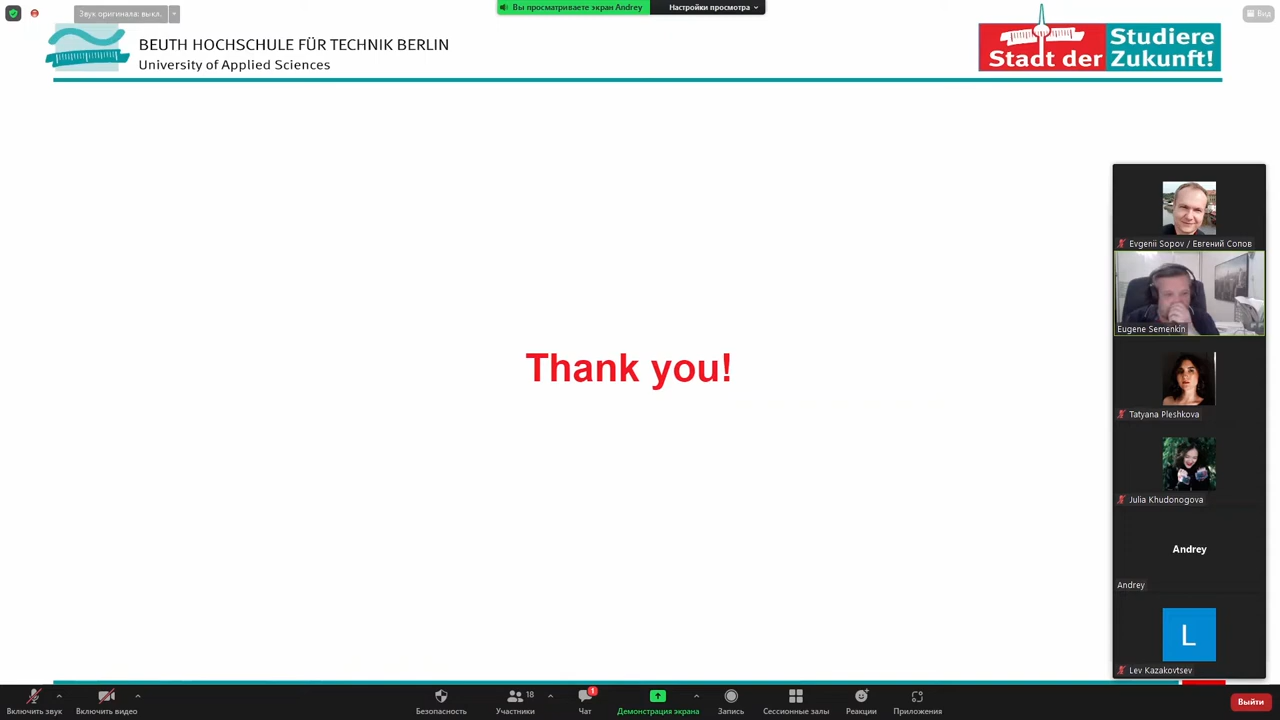 Звук оригинала: выкл.
Вы просматриваете экран Andrey
Настройки просмотра
Вид
BEUTH HOCHSCHULE FÜR TECHNIK BERLIN
University of Applied Sciences
Studiere
Stadt der Zukunft!
Thank you!
Evgenii Sopov / Евгений Сопов
Eugene Semenkin
Tatyana Pleshkova
Julia Khudonogova
Andrey
Andrey
L
Lev Kazakovtsev
18
1
Включить звук
Включить видео
Безопасность
Участники
Чат
Демонстрация экрана
Запись
Сессионные залы
Реакции
Приложения
Выйти